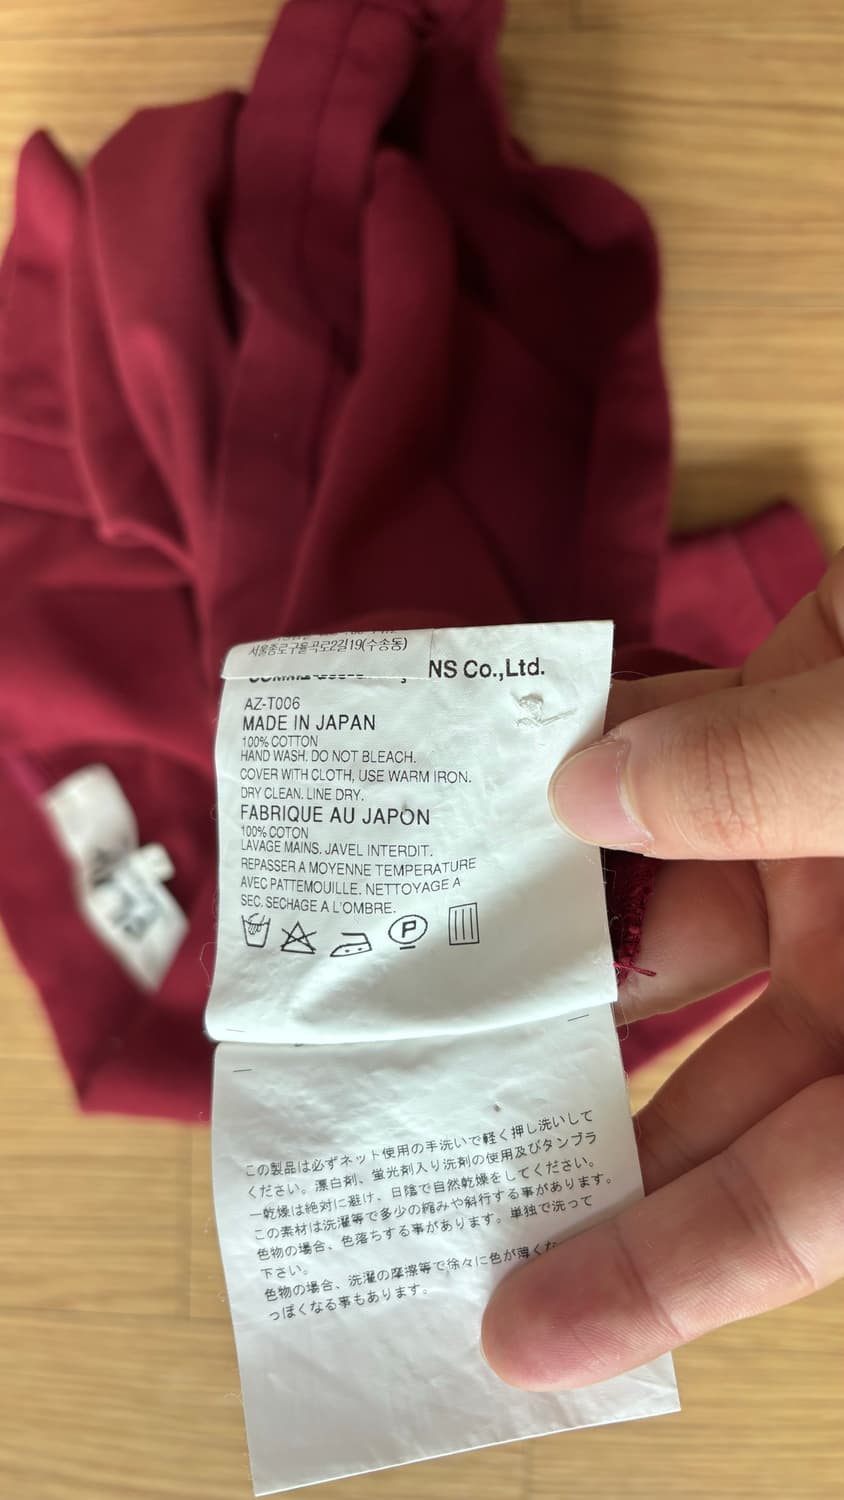 서울종로구율곡로2길19(수송동)
NS Co.,Ltd.
AZ-T006
MADE IN JAPAN
100% COTTON
HAND WASH. DO NOT BLEACH.
COVER WITH CLOTH, USE WARM IRON.
DRY CLEAN. LINE DRY.
FABRIQUE AU JAPON
100% COTON
LAVAGE MAINS. JAVEL INTERDIT.
REPASSER A MOYENNE TEMPERATURE
AVEC PATTEMOUILLE. NETTOYAGE A
SEC. SECHAGE A L'OMBRE.
P
この製品は必ずネット使用の手洗いで軽く押し洗いして
ください。漂白剤、蛍光剤入り洗剤の使用及びタンブラ
ー乾燥は絶対に避け、日陰で自然乾燥をしてください。
この素材は洗濯等で多少の縮みや斜行する事があります。
色物の場合、色落ちする事があります。単独で洗って
下さい。
色物の場合、洗濯の摩擦等で徐々に色が薄くな
っぽくなる事もあります。